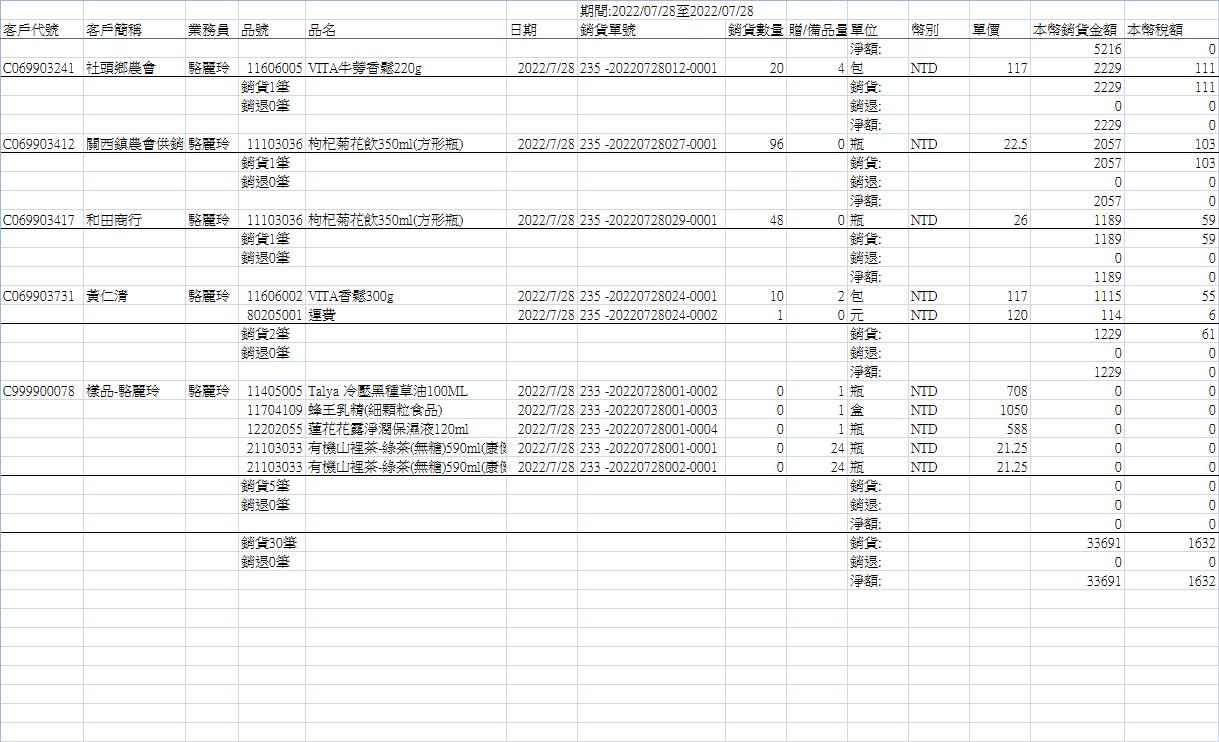 期間:2022/07/28至2022/07/28
客戶代號 客戶簡稱 業務員 品號 品名 日期 銷貨單號 銷貨數量 贈/備品量 單位 幣別 單價 本幣銷貨金額 本幣稅額
淨額: 5216 0
C069903241 社頭鄉農會 駱麗玲 11606005 VITA牛蒡香鬆220g 2022/7/28 235 -20220728012-0001 20 4 包 NTD 117 2229 111
銷貨1筆 銷貨: 2229 111
銷退0筆 銷退: 0 0
淨額: 2229 0
C069903412 關西鎮農會供銷 駱麗玲 11103036 枸杞菊花飲350ml(方形瓶) 2022/7/28 235 -20220728027-0001 96 0 瓶 NTD 22.5 2057 103
銷貨1筆 銷貨: 2057 103
銷退0筆 銷退: 0 0
淨額: 2057 0
C069903417 和田商行 駱麗玲 11103036 枸杞菊花飲350ml(方形瓶) 2022/7/28 235 -20220728029-0001 48 0 瓶 NTD 26 1189 59
銷貨1筆 銷貨: 1189 59
銷退0筆 銷退: 0 0
淨額: 1189 0
C069903731 黃仁清 駱麗玲 11606002 VITA香鬆300g 2022/7/28 235 -20220728024-0001 10 2 包 NTD 117 1115 55
80205001 運費 2022/7/28 235 -20220728024-0002 1 0 元 NTD 120 114 6
銷貨2筆 銷貨: 1229 61
銷退0筆 銷退: 0 0
淨額: 1229 0
C999900078 樣品-駱麗玲 駱麗玲 11405005 Talya 冷壓黑種草油100ML 2022/7/28 233 -20220728001-0002 0 1 瓶 NTD 708 0 0
11704109 蜂王乳精(細顆粒食品) 2022/7/28 233 -20220728001-0003 0 1 盒 NTD 1050 0 0
12202055 蓮花花露淨潤保濕液120ml 2022/7/28 233 -20220728001-0004 0 1 瓶 NTD 588 0 0
21103033 有機山裡茶-綠茶(無糖)590ml(康 2022/7/28 233 -20220728001-0001 0 24 瓶 NTD 21.25 0 0
21103033 有機山裡茶-綠茶(無糖)590ml(康 2022/7/28 233 -20220728002-0001 0 24 瓶 NTD 21.25 0 0
銷貨5筆 銷貨: 0 0
銷退0筆 銷退: 0 0
淨額: 0 0
銷貨30筆 銷貨: 33691 1632
銷退0筆 銷退: 0 0
淨額: 33691 1632